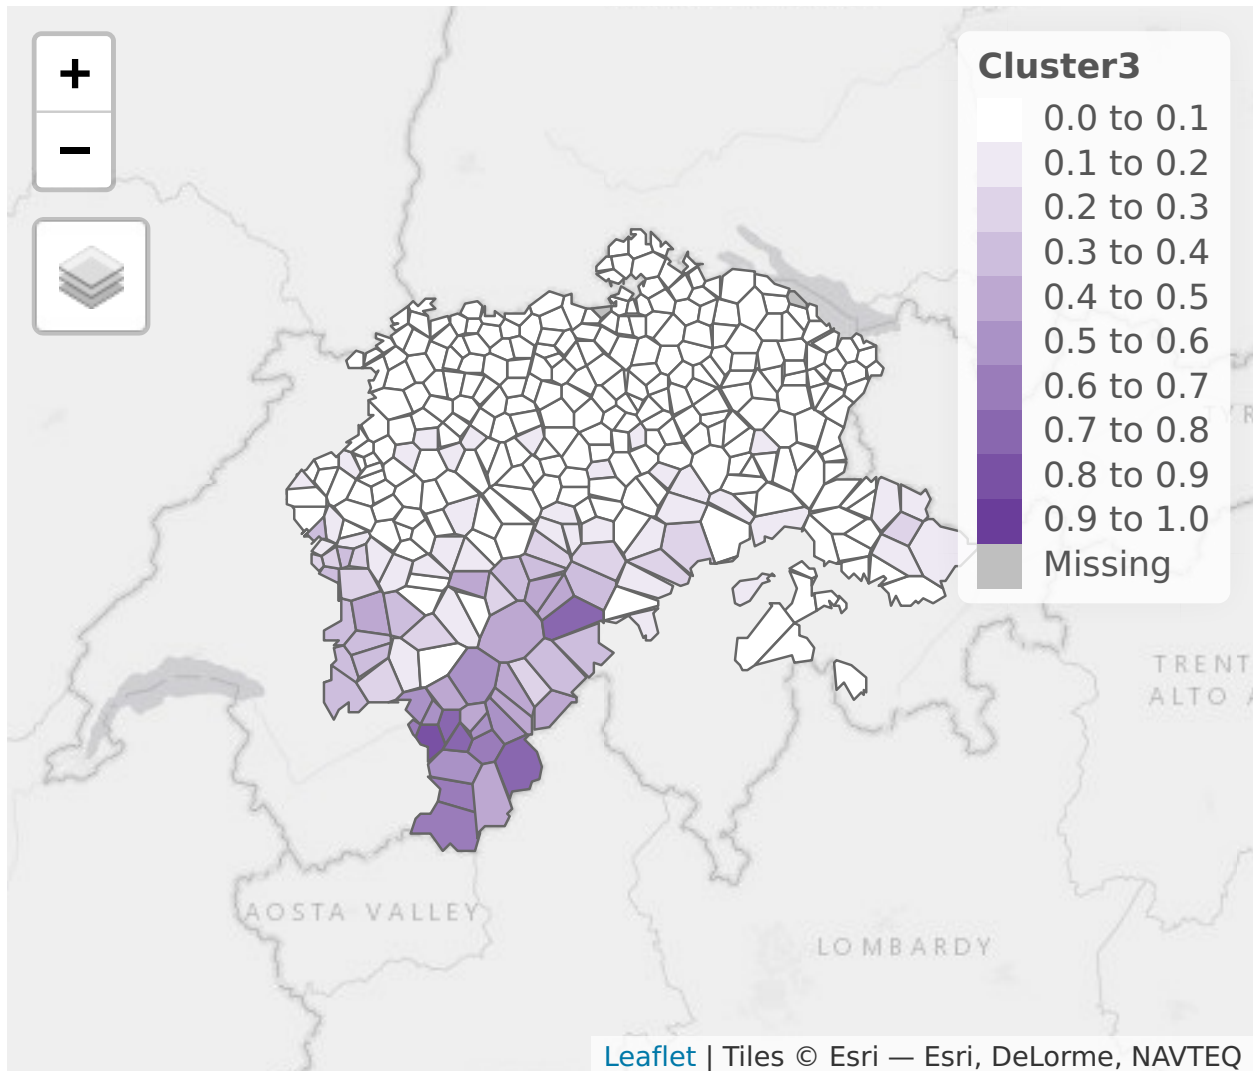 +
−
Cluster3
0.0 to 0.1
0.1 to 0.2
0.2 to 0.3
0.3 to 0.4
0.4 to 0.5
0.5 to 0.6
0.6 to 0.7
0.7 to 0.8
0.8 to 0.9
0.9 to 1.0
Missing
TYR
TRENT
ALTO A
AOSTA VALLEY
LOMBARDY
Leaflet | Tiles © Esri — Esri, DeLorme, NAVTEQ